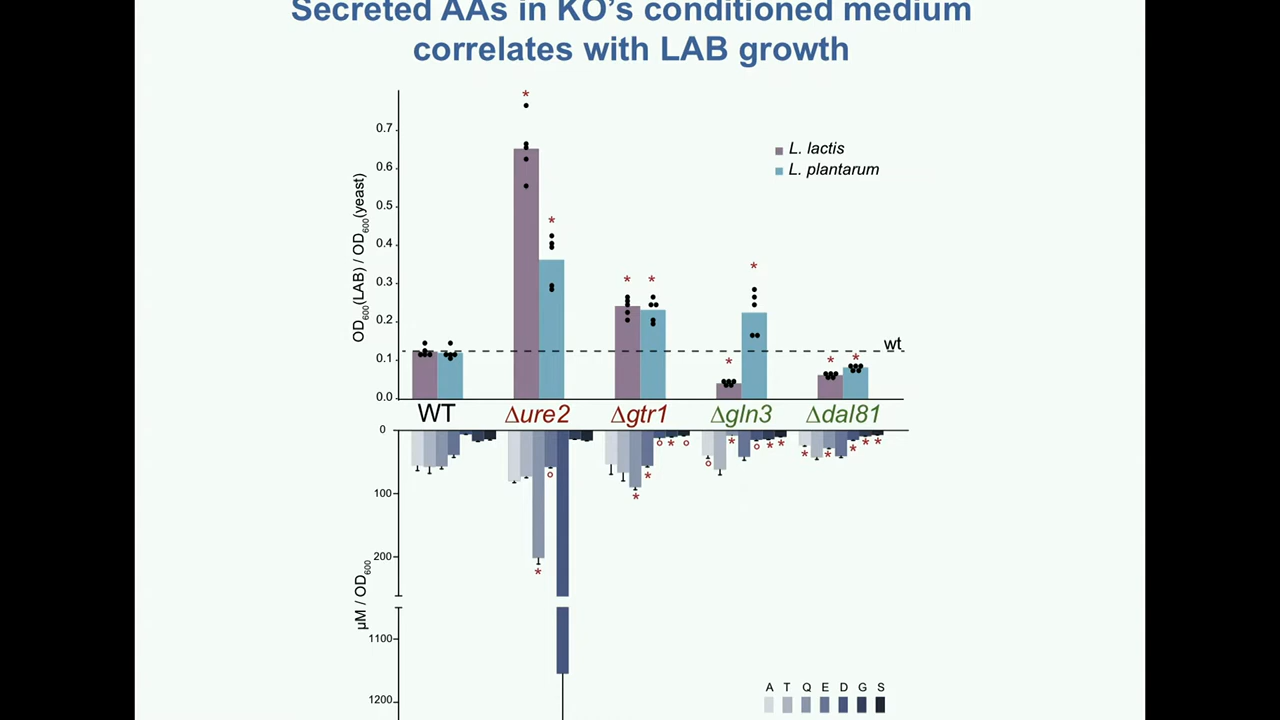 Secreted AAs in KO's conditioned medium
correlates with LAB growth
OD600(LAB) / OD600(yeast)
0.7
0.6
0.5
0.4
0.3
0.2
0.1
0.0
L. lactis
L. plantarum
wt
WT
Δure2
Δgtr1
Δgln3
Δdal81
µM / OD600
0
100
200
1100
1200
A T Q E D G S